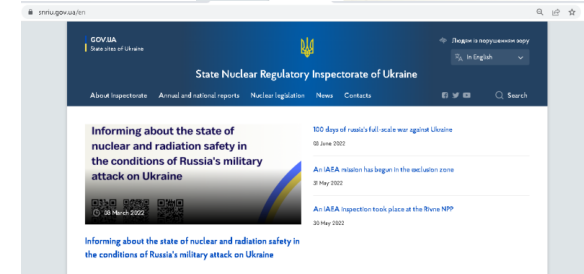 snriu.gov.ua/en
GOV.UA
State sites of Ukraine
Людям із порушенням зору
In English
State Nuclear Regulatory Inspectorate of Ukraine
About Inspectorate Annual and national reports Nuclear legislation News Contacts
Search
Informing about the state of
nuclear and radiation safety in
the conditions of Russia's military
attack on Ukraine
08 March 2022
Informing about the state of nuclear and radiation safety in
the conditions of Russia's military attack on Ukraine
100 days of russia's full-scale war against Ukraine
03 June 2022
An IAEA mission has begun in the exclusion zone
31 May 2022
An IAEA Inspection took place at the Rivne NPP
30 May 2022